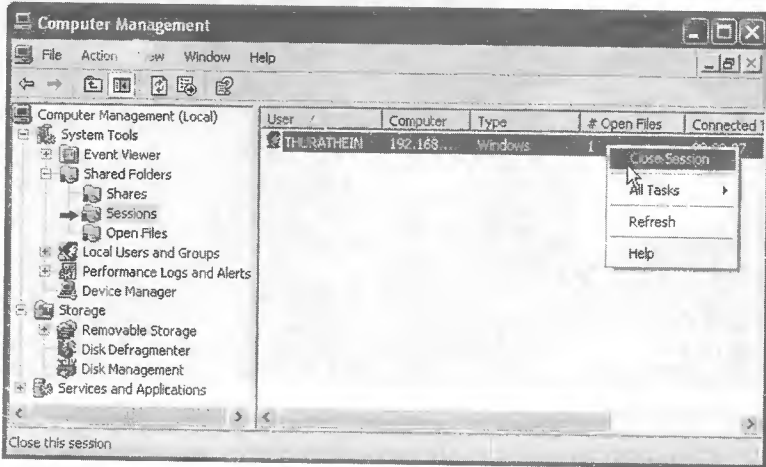 Computer Management
File Action Window Help
Computer Management (Local)
System Tools
Event Viewer
Shared Folders
Shares
Sessions
Open Files
Local Users and Groups
Performance Logs and Alerts
Device Manager
Storage
Removable Storage
Disk Defragmenter
Disk Management
Services and Applications
User Computer Type # Open Files Connected
THURATHEIN 192.168... Windows 1
Close Session
All Tasks
Refresh
Help
Close this session